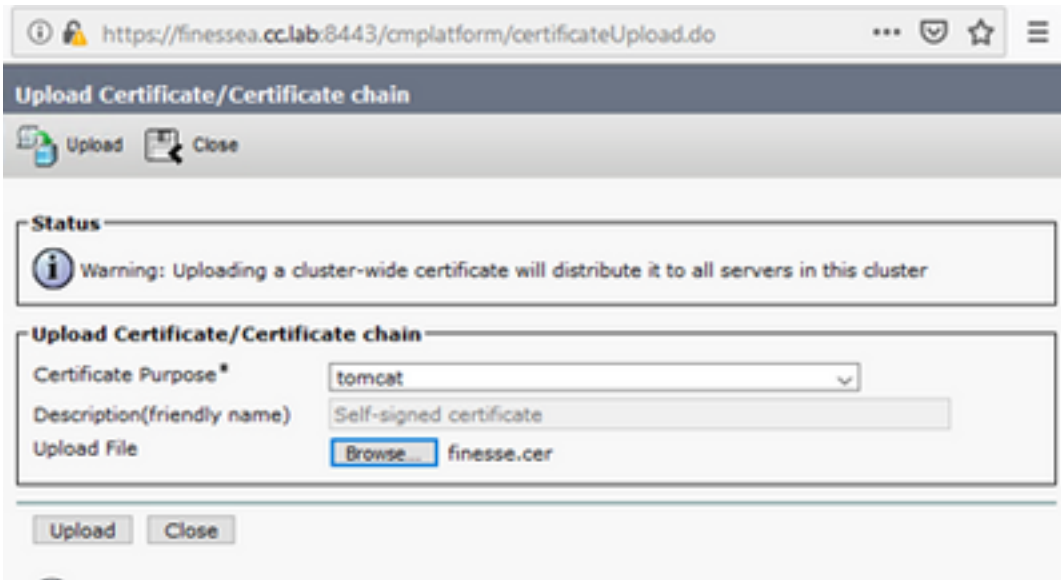 https://finessea.cc.lab:8443/cmplatform/certificateUpload.do
Upload Certificate/Certificate chain
Upload Close
Status
Warning: Uploading a cluster-wide certificate will distribute it to all servers in this cluster
Upload Certificate/Certificate chain
Certificate Purpose* tomcat
Description(friendly name) Self-signed certificate
Upload File Browse... finesse.cer
Upload Close